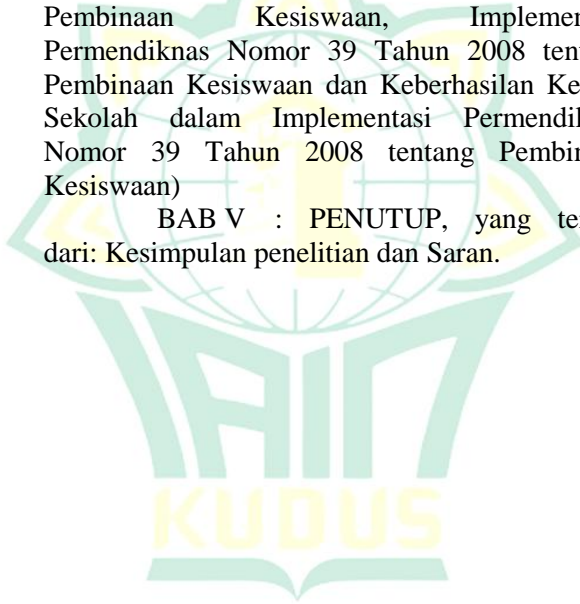 Pembinaan Kesiswaan, Implemen
Permendiknas Nomor 39 Tahun 2008 tent
Pembinaan Kesiswaan dan Keberhasilan Ke
Sekolah dalam Implementasi Permendik
Nomor 39 Tahun 2008 tentang Pembin
Kesiswaan)
BAB V : PENUTUP, yang te
dari: Kesimpulan penelitian dan Saran.
IAIN
KUDUS